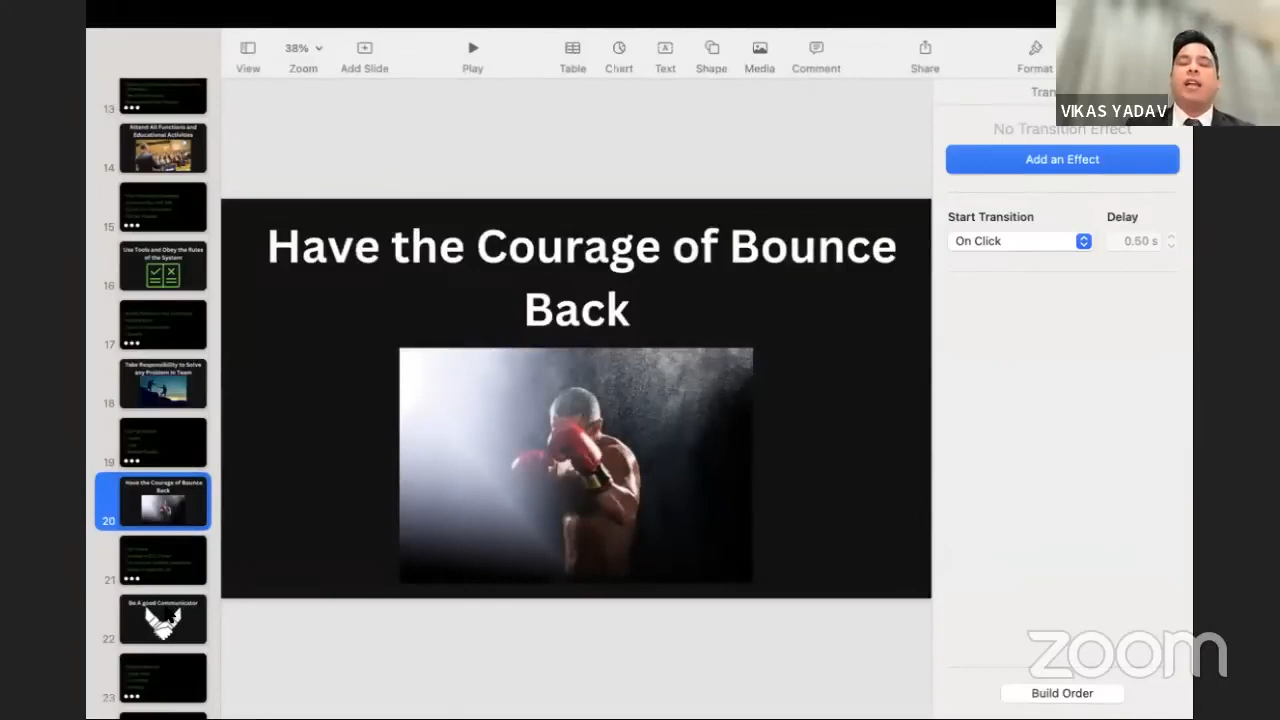 View
38%
Zoom
Add Slide
Play
Table
Chart
Text
Shape
Media
Comment
Share
Format
VIKAS YADAV
Tran
No Transition Effect
Add an Effect
Start Transition
Delay
On Click
0.50 s
13
Attend All Functions and
Educational Activities
14
15
Use Tools and Obey the Rules
of the System
16
17
Take Responsibility to Solve
any Problem in Team
18
19
Have the Courage of Bounce
Back
20
21
Be A good Communicator
22
23
Have the Courage of Bounce
Back
zoom
Build Order